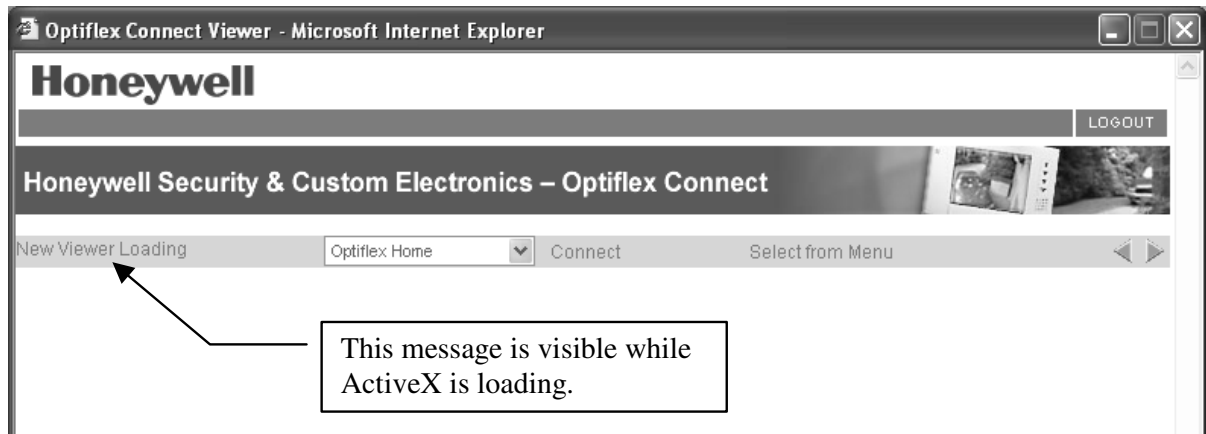 Optiflex Connect Viewer - Microsoft Internet Explorer
Honeywell
LOGOUT
Honeywell Security & Custom Electronics – Optiflex Connect
New Viewer Loading Optiflex Home Connect Select from Menu
This message is visible while
ActiveX is loading.